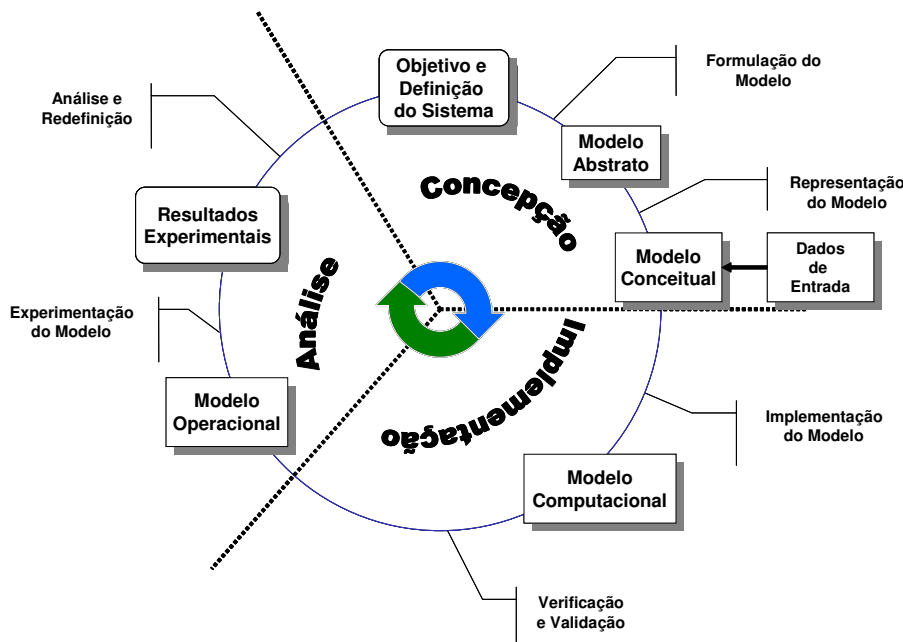 Objetivo e
Definição
do Sistema
Formulação do
Modelo
Modelo
Abstrato
Representação
do Modelo
Modelo
Conceitual
Dados
de
Entrada
Implementação
do Modelo
Modelo
Computacional
Verificação
e Validação
Modelo
Operacional
Experimentação
do Modelo
Resultados
Experimentais
Análise e
Redefinição
Concepção
Implementação
Análise